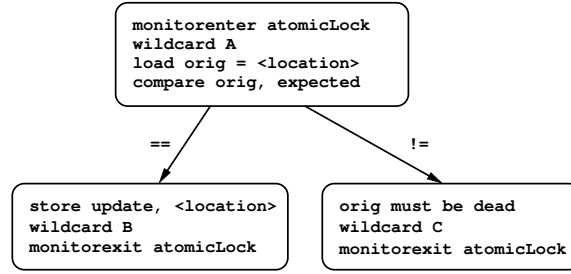 monitorenter atomicLock
wildcard A
load orig = <location>
compare orig, expected
==
!=
store update, <location>
wildcard B
monitorexit atomicLock
orig must be dead
wildcard C
monitorexit atomicLock